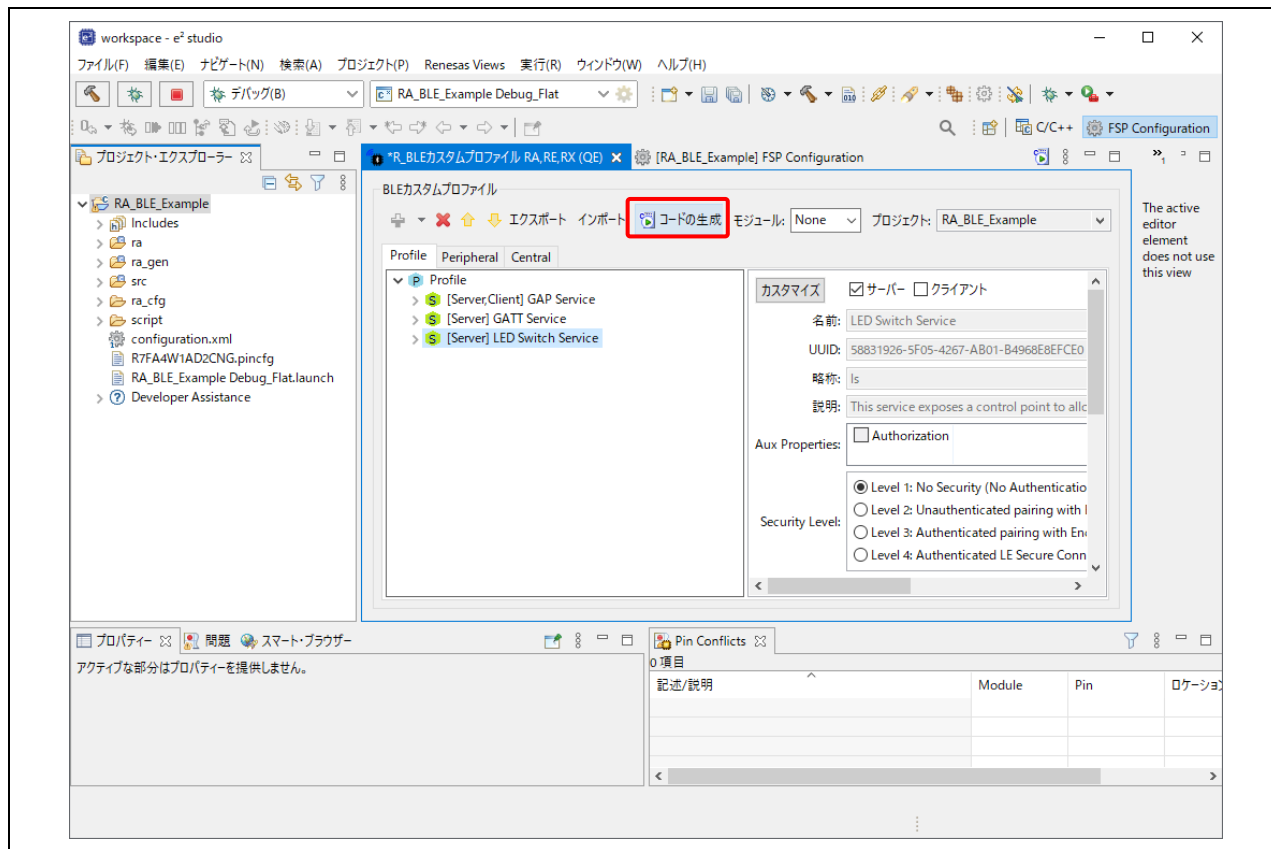 workspace - e² studio
ファイル(F) 編集(E) ナビゲート(N) 検索(A) プロジェクト(P) Renesas Views 実行(R) ウィンドウ(W) ヘルプ(H)
デバッグ(B) RA_BLE_Example Debug_Flat
C/C++ FSP Configuration
プロジェクト・エクスプローラー
RA_BLE_Example
Includes
ra
ra_gen
src
ra_cfg
script
configuration.xml
R7FA4W1AD2CNG.pincfg
RA_BLE_Example Debug_Flat.launch
Developer Assistance
*R_BLEカスタムプロファイル RA,RE,RX (QE) [RA_BLE_Example] FSP Configuration
BLEカスタムプロファイル
エクスポート インポート コードの生成 モジュール: None プロジェクト: RA_BLE_Example
Profile Peripheral Central
Profile
[Server,Client] GAP Service
[Server] GATT Service
[Server] LED Switch Service
カスタマイズ サーバー クライアント
名前: LED Switch Service
UUID: 58831926-5F05-4267-AB01-B4968E8EFCE0
略称: ls
説明: This service exposes a control point to allc
Aux Properties: Authorization
Security Level:
Level 1: No Security (No Authenticatio
Level 2: Unauthenticated pairing with
Level 3: Authenticated pairing with En
Level 4: Authenticated LE Secure Conn
The active
editor
element
does not use
this view
プロパティー 問題 スマート・ブラウザー
アクティブな部分はプロパティーを提供しません。
Pin Conflicts
0 項目
記述/説明 Module Pin ロケーション